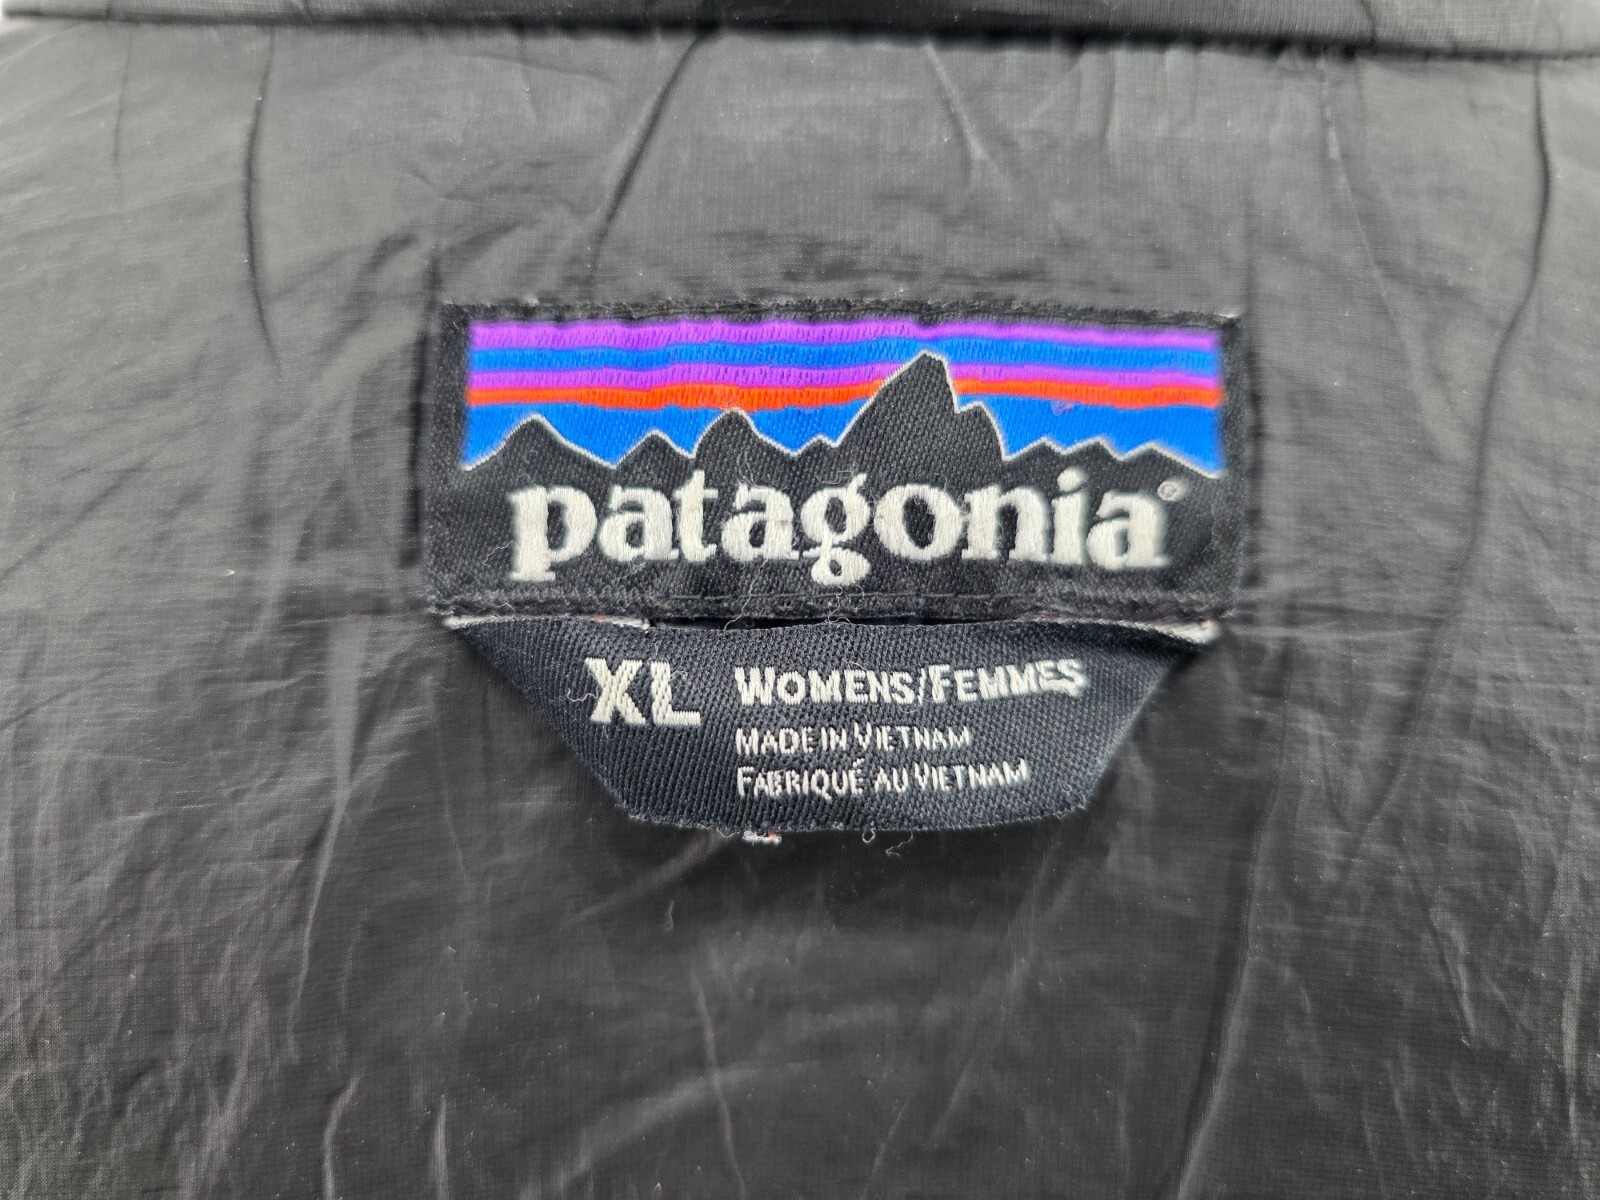 patagonia®
XL WOMENS/FEMMES
MADE IN VIETNAM
FABRIQUÉ AU VIETNAM